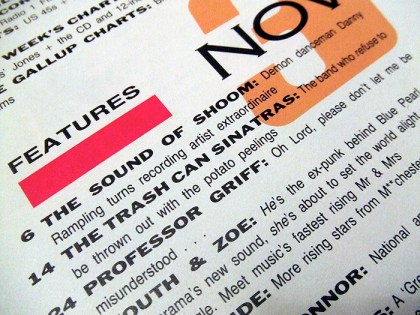 Radio 1
US 45s +
WEEK'S CHART
Jones + the CD and 12-in
GALLUP CHARTS:
NOV
FEATURES
6 THE SOUND OF SHOOM: Demon danceman Danny
Rampling turns recording artist extraordinaire
14 THE TRASH CAN SINATRAS: The band who refuse to
be thrown out with the potato peelings
24 PROFESSOR GRIFF: Oh Lord, please don't let me be
misunderstood . . .
OUTH & ZOE: He's the ex-punk behind Blue Pearl
rama's new sound, she's about to set the world alight
le. Meet music's fastest rising Mr & Mrs
DE: More rising stars from M**chest
ONNOR: National a
A 'G